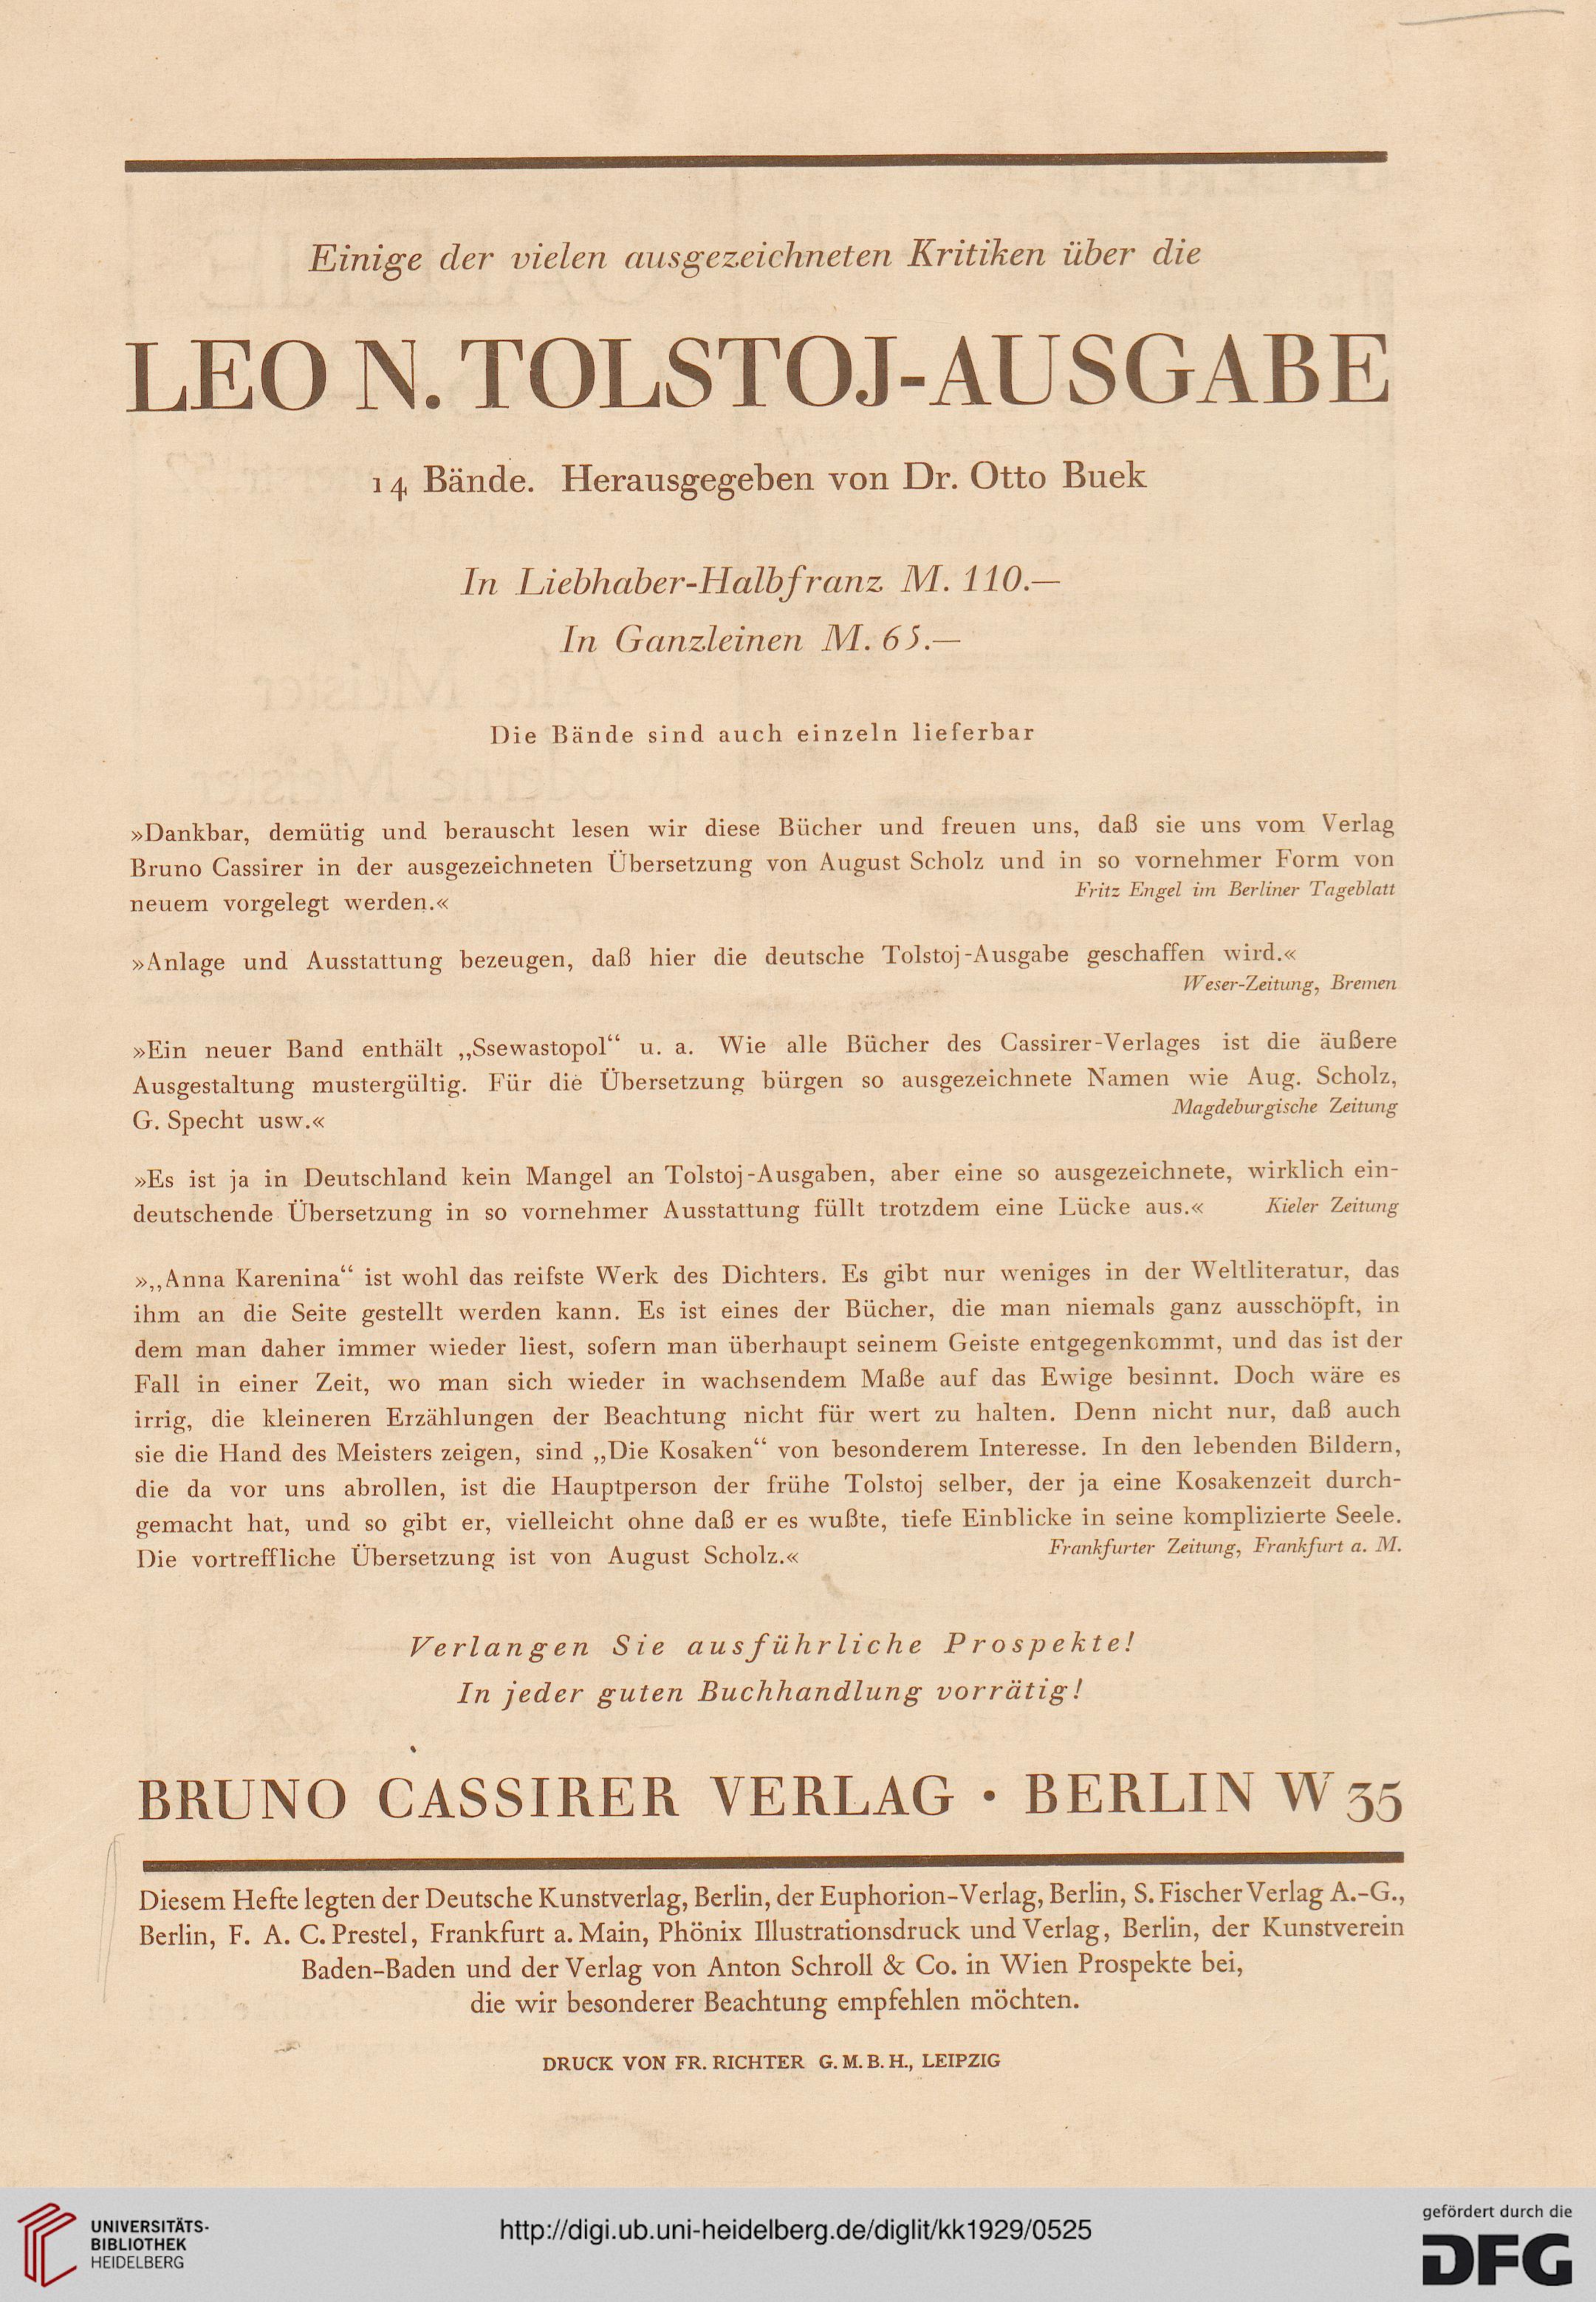 Einige der vielen ausgezeichneten Kritiken über die
LEO N. TOLSTOJ-AUSGABE
14 Bände. Herausgegeben von Dr. Otto Buek
In Liebhaber-Halbfranz M. 110.—
In Ganzleinen M. 65.—
Die Bände sind auch einzeln lieferbar
»Dankbar, demütig und berauscht lesen wir diese Bücher und freuen uns, daß sie uns vom Verlag
Bruno Cassirer in der ausgezeichneten Übersetzung von August Scholz und in so vornehmer Form von
neuem vorgelegt werden.« Fritz Engel im Berliner Tageblatt
»Anlage und Ausstattung bezeugen, daß hier die deutsche Tolstoj-Ausgabe geschaffen wird.«
Weser-Zeitung, Bremen
»Ein neuer Band enthält „Ssewastopol“ u. a. Wie alle Bücher des Cassirer-Verlages ist die äußere
Ausgestaltung mustergültig. Für die Übersetzung bürgen so ausgezeichnete Namen wie Aug. Scholz,
G. Specht usw.« Magdeburgische Zeitung
»Es ist ja in Deutschland kein Mangel an Tolstoj-Ausgaben, aber eine so ausgezeichnete, wirklich ein-
deutschende Übersetzung in so vornehmer Ausstattung füllt trotzdem eine Lücke aus.« Kieler Zeitung
»„Anna Karenina“ ist wohl das reifste Werk des Dichters. Es gibt nur weniges in der Weltliteratur, das
ihm an die Seite gestellt werden kann. Es ist eines der Bücher, die man niemals ganz ausschöpft, in
dem man daher immer wieder liest, sofern man überhaupt seinem Geiste entgegenkommt, und das ist der
Fall in einer Zeit, wo man sich wieder in wachsendem Maße auf das Ewige besinnt. Doch wäre es
irrig, die kleineren Erzählungen der Beachtung nicht für wert zu halten. Denn nicht nur, daß auch
sie die Hand des Meisters zeigen, sind „Die Kosaken“ von besonderem Interesse. In den lebenden Bildern,
die da vor uns abrollen, ist die Hauptperson der frühe Tolstoj selber, der ja eine Kosakenzeit durch-
gemacht hat, und so gibt er, vielleicht ohne daß er es wußte, tiefe Einblicke in seine komplizierte Seele.
Die vortreffliche Übersetzung ist von August Scholz.« Frankfurter Zeitung, Frankfurt a. M.
Verlangen Sie ausführliche Prospekte!
In jeder guten Buchhandlung vorrätig!
BRUNO CASSIRER VERLAG · BERLIN W 35
Diesem Hefte legten der Deutsche Kunstverlag, Berlin, der Euphorion-Verlag, Berlin, S. Fischer Verlag A.-G.,
Berlin, F. A. C. Prestel, Frankfurt a. Main, Phönix Illustrationsdruck und Verlag, Berlin, der Kunstverein
Baden-Baden und der Verlag von Anton Schroll & Co. in Wien Prospekte bei,
die wir besonderer Beachtung empfehlen möchten.
DRUCK VON FR. RICHTER G. M. B. H., LEIPZIG
UNIVERSITÄTS-
BIBLIOTHEK
HEIDELBERG
http://digi.ub.uni-heidelberg.de/diglit/kk1929/0525
gefördert durch die
DFG